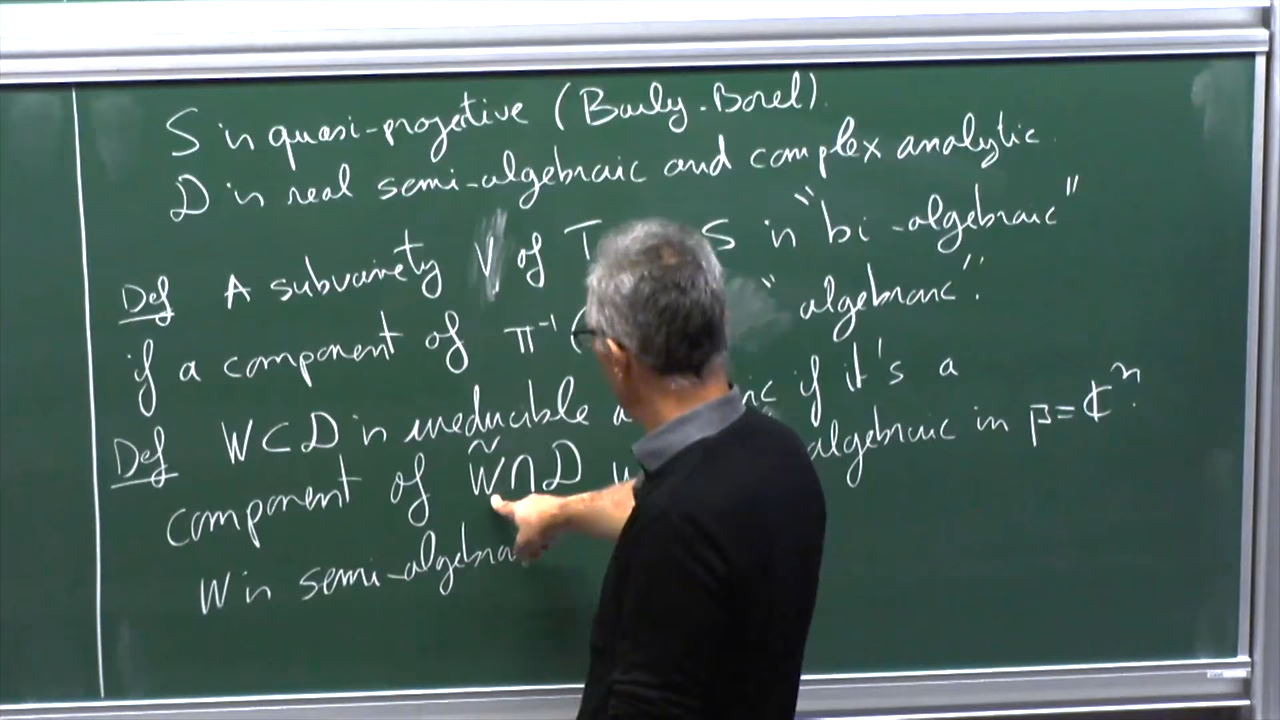 S is quasi-projective (Baily-Borel).
D is real semi-algebraic and complex analytic.
Def A subvariety V of S is "bi-algebraic"
if a component of π⁻¹( "algebraic".
Def W ⊂ D is irreducible if it's a
component of W̃ ∩ D algebraic in p = ℂⁿ.
W is semi-algebra